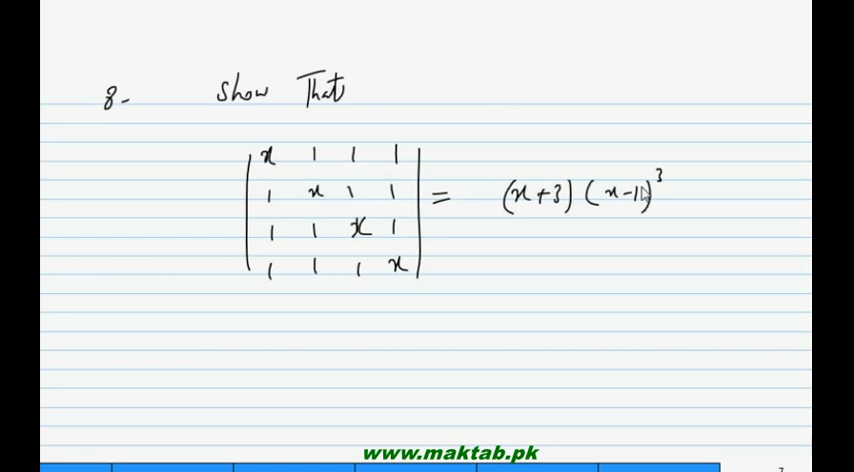 8- Show That
| x 1 1 1 |
| 1 x 1 1 | = (x+3) (x-1)³
| 1 1 x 1 |
| 1 1 1 x |
www.maktab.pk